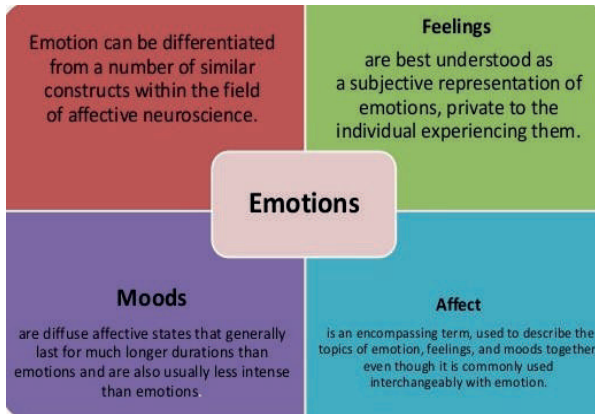 Emotion can be differentiated
from a number of similar
constructs within the field
of affective neuroscience.
Feelings
are best understood as
a subjective representation of
emotions, private to the
individual experiencing them.
Emotions
Moods
are diffuse affective states that generally
last for much longer durations than
emotions and are also usually less intense
than emotions.
Affect
is an encompassing term, used to describe the
topics of emotion, feelings, and moods together,
even though it is commonly used
interchangeably with emotion.